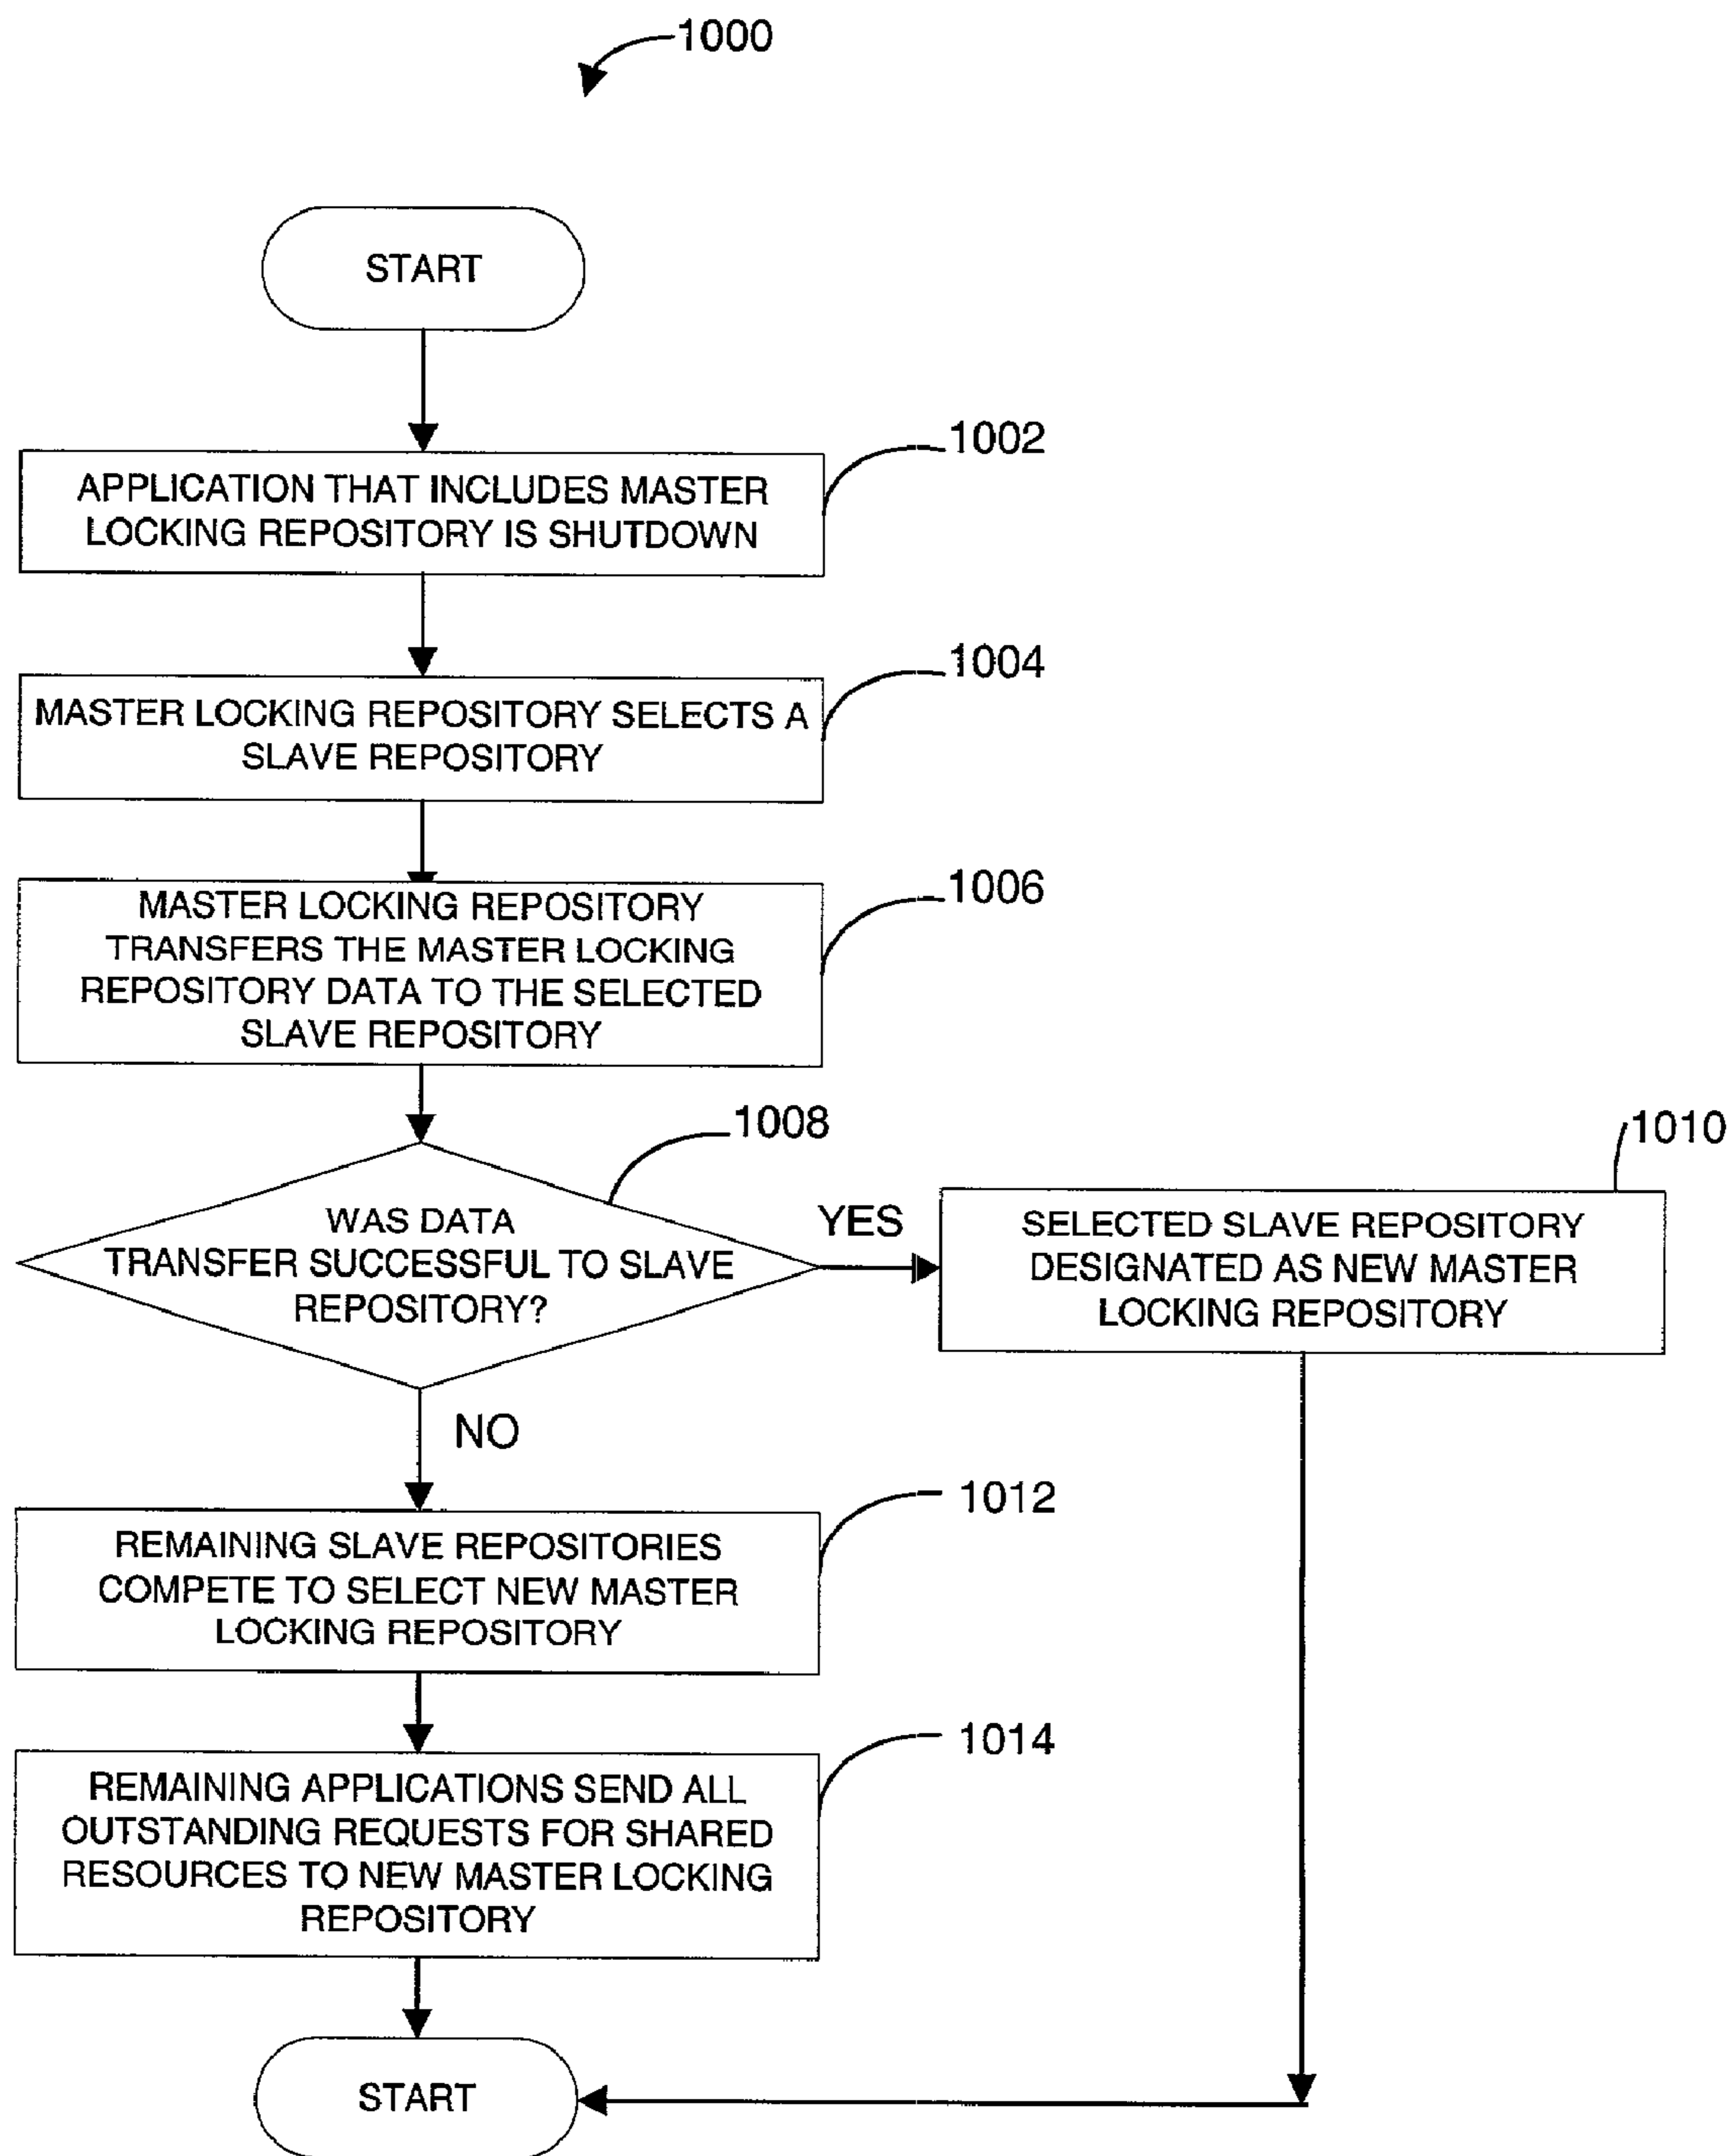 1000
START
1002
APPLICATION THAT INCLUDES MASTER
LOCKING REPOSITORY IS SHUTDOWN
1004
MASTER LOCKING REPOSITORY SELECTS A
SLAVE REPOSITORY
1006
MASTER LOCKING REPOSITORY
TRANSFERS THE MASTER LOCKING
REPOSITORY DATA TO THE SELECTED
SLAVE REPOSITORY
1008
WAS DATA
TRANSFER SUCCESSFUL TO SLAVE
REPOSITORY?
YES
1010
SELECTED SLAVE REPOSITORY
DESIGNATED AS NEW MASTER
LOCKING REPOSITORY
NO
1012
REMAINING SLAVE REPOSITORIES
COMPETE TO SELECT NEW MASTER
LOCKING REPOSITORY
1014
REMAINING APPLICATIONS SEND ALL
OUTSTANDING REQUESTS FOR SHARED
RESOURCES TO NEW MASTER LOCKING
REPOSITORY
START